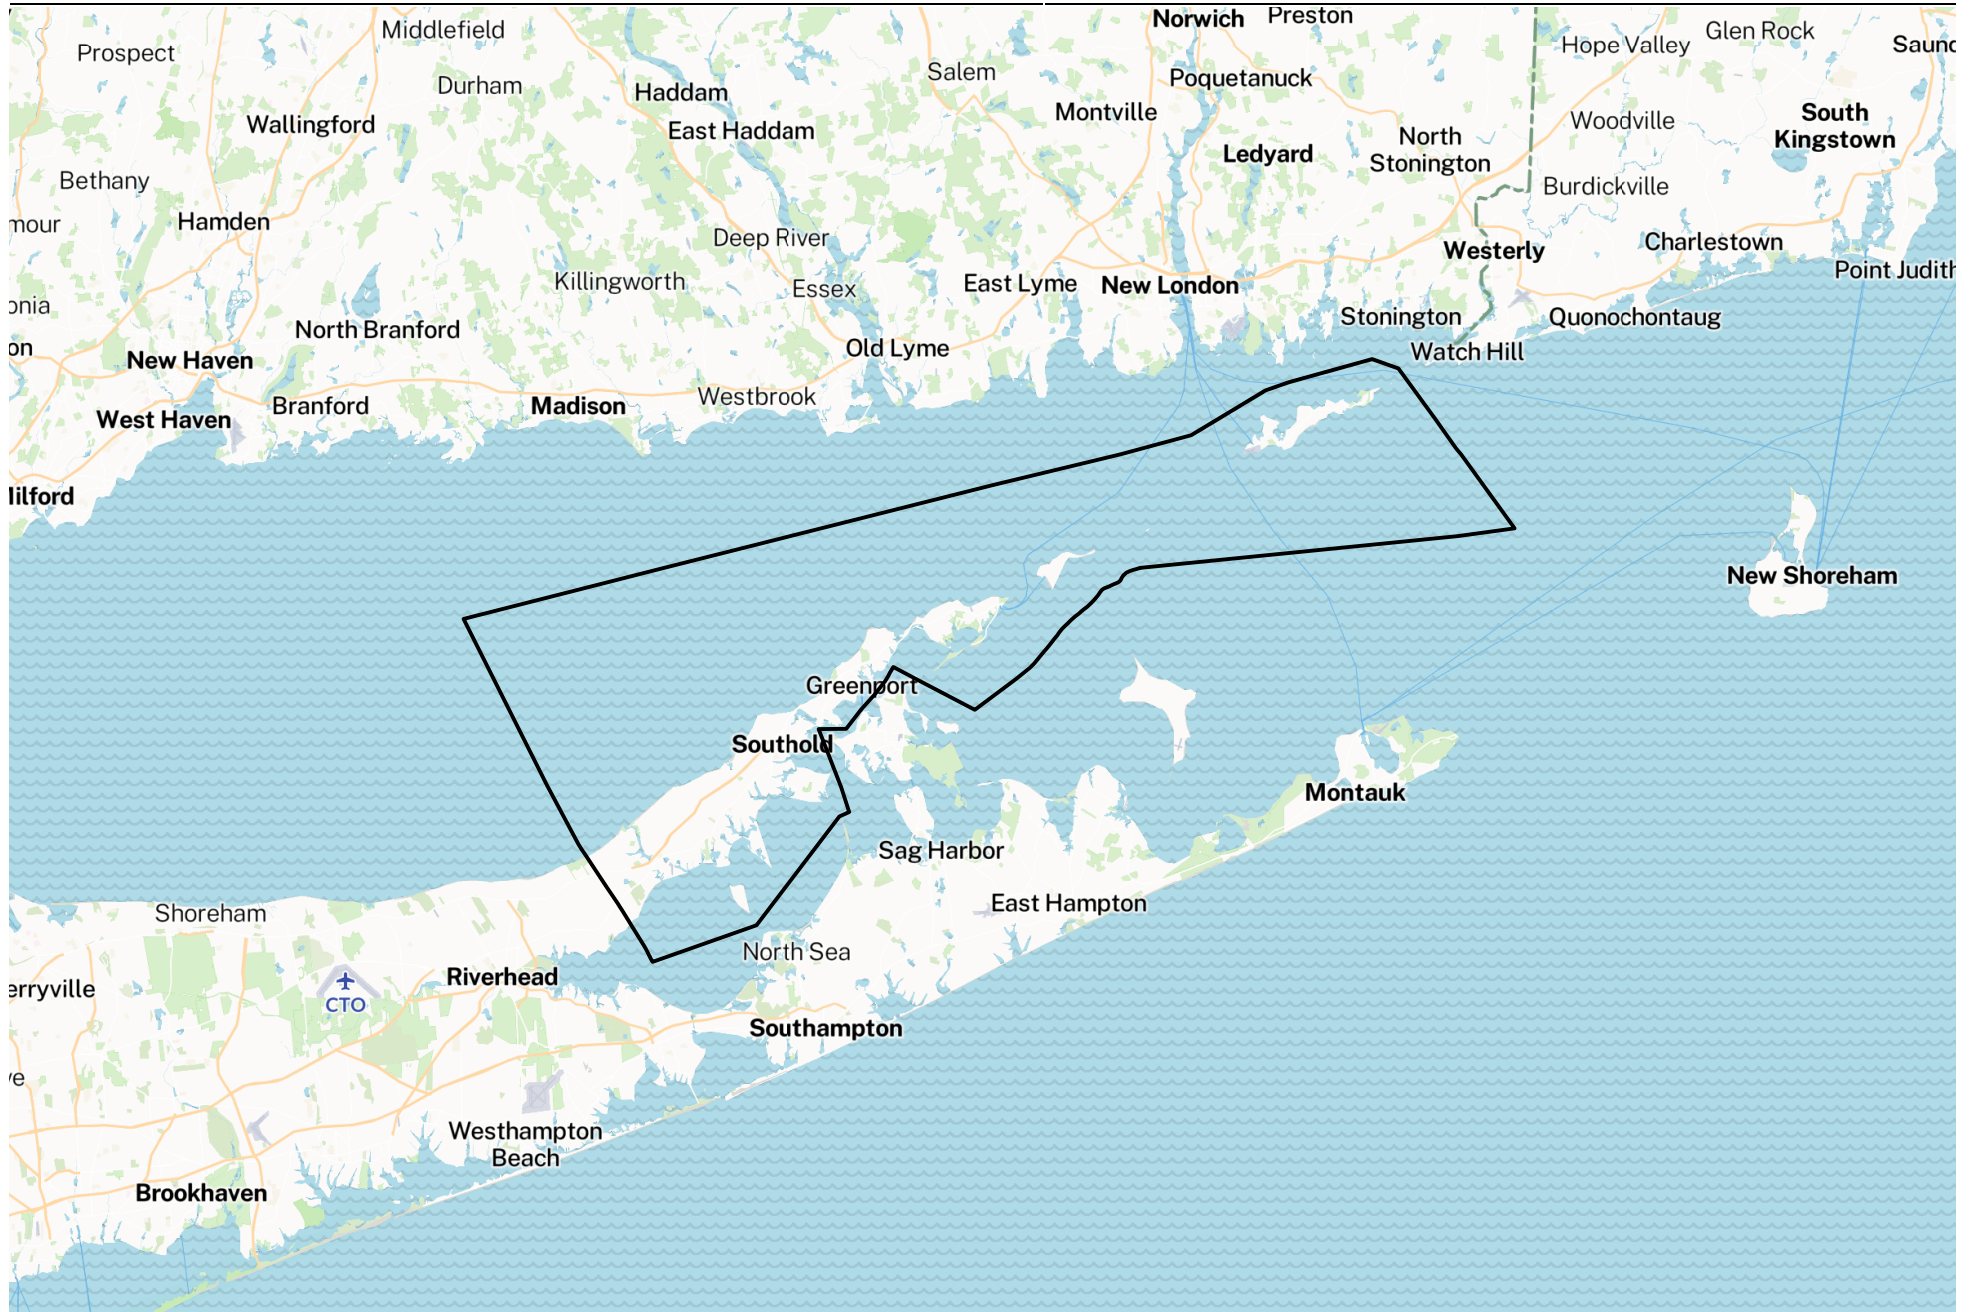 Norwich
Preston
Middlefield
Glen Rock
Prospect
Hope Valley
Salem
Poquetanuck
Durham
Haddam
Montville
South
Kingstown
Woodville
Wallingford
East Haddam
North
Stonington
Ledyard
Bethany
Burdickville
Hamden
Deep River
Westerly
Charlestown
Point Judith
Killingworth
Essex
East Lyme
New London
Stonington
Quonochontaug
North Branford
Old Lyme
Watch Hill
New Haven
Westbrook
Branford
Madison
West Haven
New Shoreham
Greenport
Southold
Montauk
Sag Harbor
East Hampton
Shoreham
North Sea
Riverhead
CTO
Southampton
Westhampton
Beach
Brookhaven